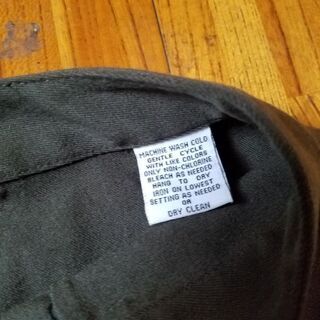 MACHINE WASH COLD
GENTLE CYCLE
WITH LIKE COLORS
ONLY NON-CHLORINE
BLEACH AS NEEDED
HANG TO DRY
IRON ON LOWEST
SETTING AS NEEDED
OR
DRY CLEAN